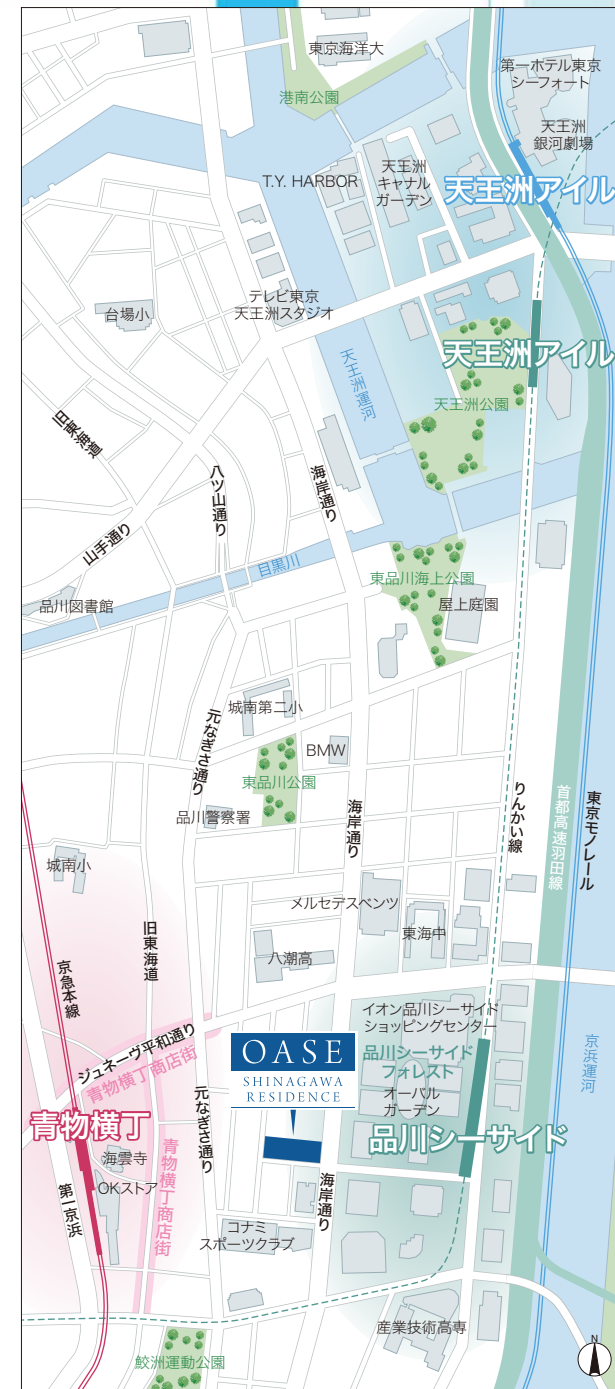 東京海洋大
港南公園
第一ホテル東京
シーフォート
天王洲
銀河劇場
天王洲アイル
T.Y. HARBOR
天王洲
キャナル
ガーデン
テレビ東京
天王洲スタジオ
台場小
天王洲アイル
天王洲運河
天王洲公園
旧東海道
八ツ山通り
海岸通り
山手通り
目黒川
東品川海上公園
屋上庭園
品川図書館
城南第二小
元なぎさ通り
BMW
東品川公園
品川警察署
海岸通り
りんかい線
首都高速羽田線
東京モノレール
城南小
メルセデスベンツ
東海中
旧東海道
京急本線
八潮高
イオン品川シーサイド
ショッピングセンター
ジュネーヴ平和通り
青物横丁商店街
OASE
SHINAGAWA
RESIDENCE
品川シーサイド
フォレスト
オーバル
ガーデン
京浜運河
青物横丁
元なぎさ通り
品川シーサイド
海雲寺
OKストア
青物横丁商店街
第一京浜
海岸通り
コナミ
スポーツクラブ
産業技術高専
鮫洲運動公園
N